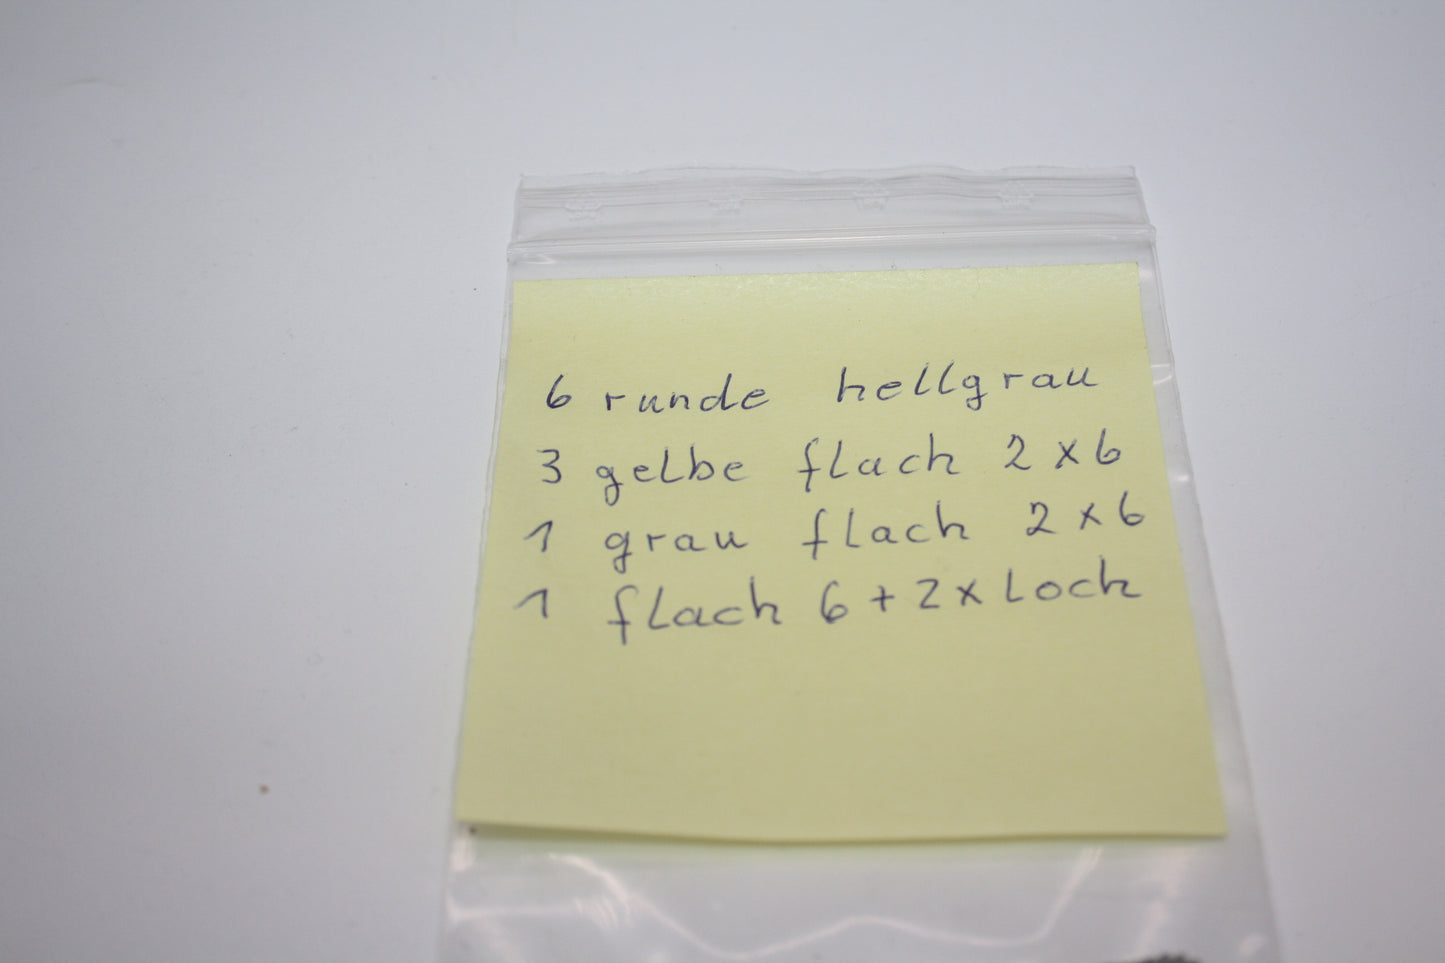 6 runde hellgrau
3 gelbe flach 2x6
1 grau flach 2x6
1 flach 6+2x Loch